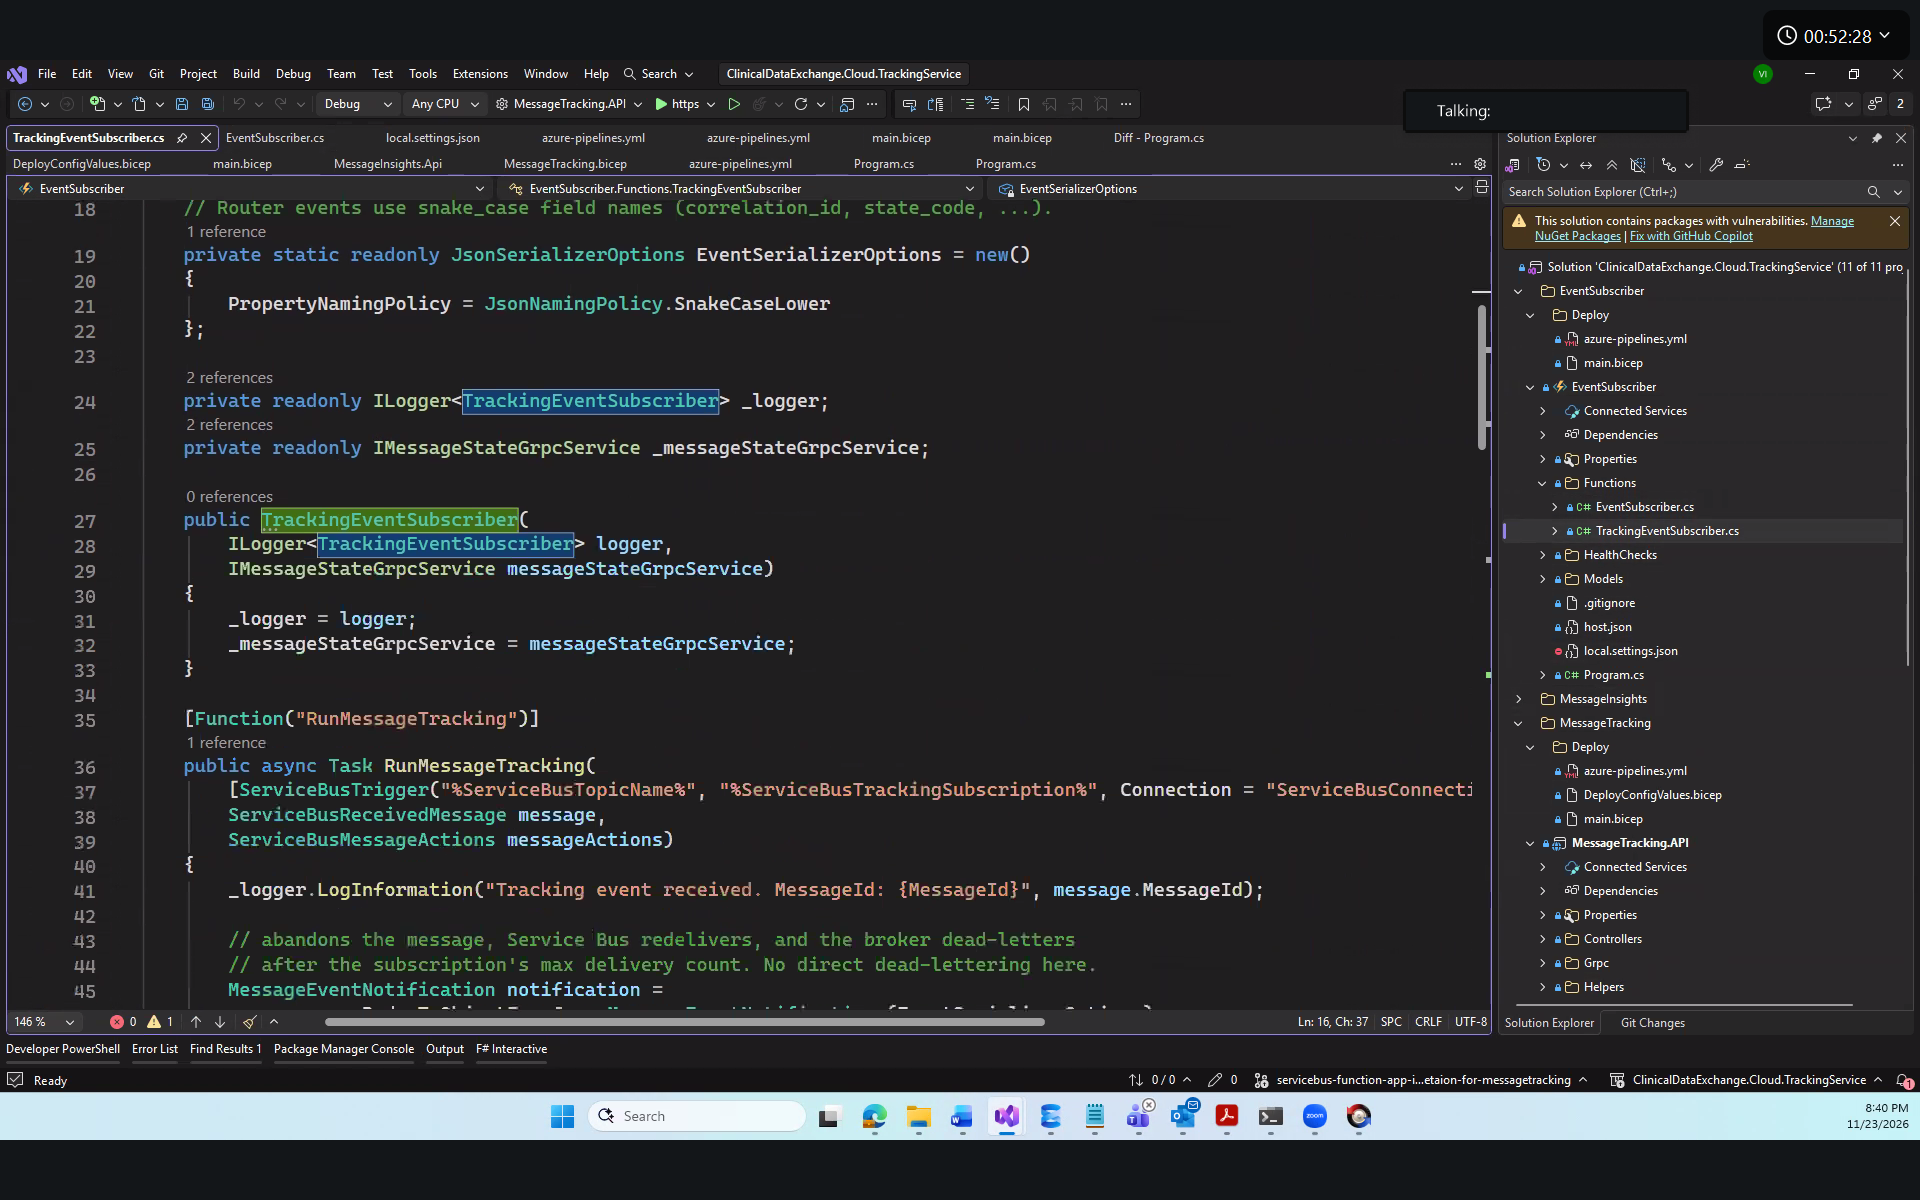 00:52:28
File Edit View Git Project Build Debug Team Test Tools Extensions Window Help Search ClinicalDataExchange.Cloud.TrackingService VI
Debug Any CPU MessageTracking.API https 2
Talking:
TrackingEventSubscriber.cs EventSubscriber.cs local.settings.json azure-pipelines.yml azure-pipelines.yml main.bicep main.bicep Diff - Program.cs
DeployConfigValues.bicep main.bicep MessageInsights.Api MessageTracking.bicep azure-pipelines.yml Program.cs Program.cs
EventSubscriber EventSubscriber.Functions.TrackingEventSubscriber EventSerializerOptions
18 // Router events use snake_case field names (correlation_id, state_code, ...).
1 reference
19 private static readonly JsonSerializerOptions EventSerializerOptions = new()
20 {
21 PropertyNamingPolicy = JsonNamingPolicy.SnakeCaseLower
22 };
23
2 references
24 private readonly ILogger<TrackingEventSubscriber> _logger;
2 references
25 private readonly IMessageStateGrpcService _messageStateGrpcService;
26
0 references
27 public TrackingEventSubscriber(
28 ILogger<TrackingEventSubscriber> logger,
29 IMessageStateGrpcService messageStateGrpcService)
30 {
31 _logger = logger;
32 _messageStateGrpcService = messageStateGrpcService;
33 }
34
35 [Function("RunMessageTracking")]
1 reference
36 public async Task RunMessageTracking(
37 [ServiceBusTrigger("%ServiceBusTopicName%", "%ServiceBusTrackingSubscription%", Connection = "ServiceBusConnecti
38 ServiceBusReceivedMessage message,
39 ServiceBusMessageActions messageActions)
40 {
41 _logger.LogInformation("Tracking event received. MessageId: {MessageId}", message.MessageId);
42
43 // abandons the message, Service Bus redelivers, and the broker dead-letters
44 // after the subscription's max delivery count. No direct dead-lettering here.
45 MessageEventNotification notification =
146 % 0 1 Ln: 16, Ch: 37 SPC CRLF UTF-8
Solution Explorer
Search Solution Explorer (Ctrl+;)
This solution contains packages with vulnerabilities. Manage
NuGet Packages | Fix with GitHub Copilot
Solution 'ClinicalDataExchange.Cloud.TrackingService' (11 of 11 pro
EventSubscriber
Deploy
azure-pipelines.yml
main.bicep
EventSubscriber
Connected Services
Dependencies
Properties
Functions
C# EventSubscriber.cs
C# TrackingEventSubscriber.cs
HealthChecks
Models
.gitignore
host.json
local.settings.json
C# Program.cs
MessageInsights
MessageTracking
Deploy
azure-pipelines.yml
DeployConfigValues.bicep
main.bicep
MessageTracking.API
Connected Services
Dependencies
Properties
Controllers
Grpc
Helpers
Solution Explorer Git Changes
Developer PowerShell Error List Find Results 1 Package Manager Console Output F# Interactive
Ready 0 / 0 0 servicebus-function-app-i...etaion-for-messagetracking ClinicalDataExchange.Cloud.TrackingService 1
Search
zoom
8:40 PM
11/23/2026